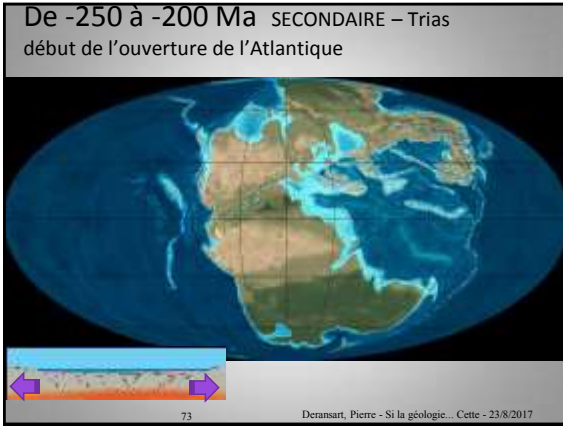 De -250 à -200 Ma SECONDAIRE – Trias
début de l’ouverture de l’Atlantique
73
Deransart, Pierre - Si la géologie... Cette - 23/8/2017